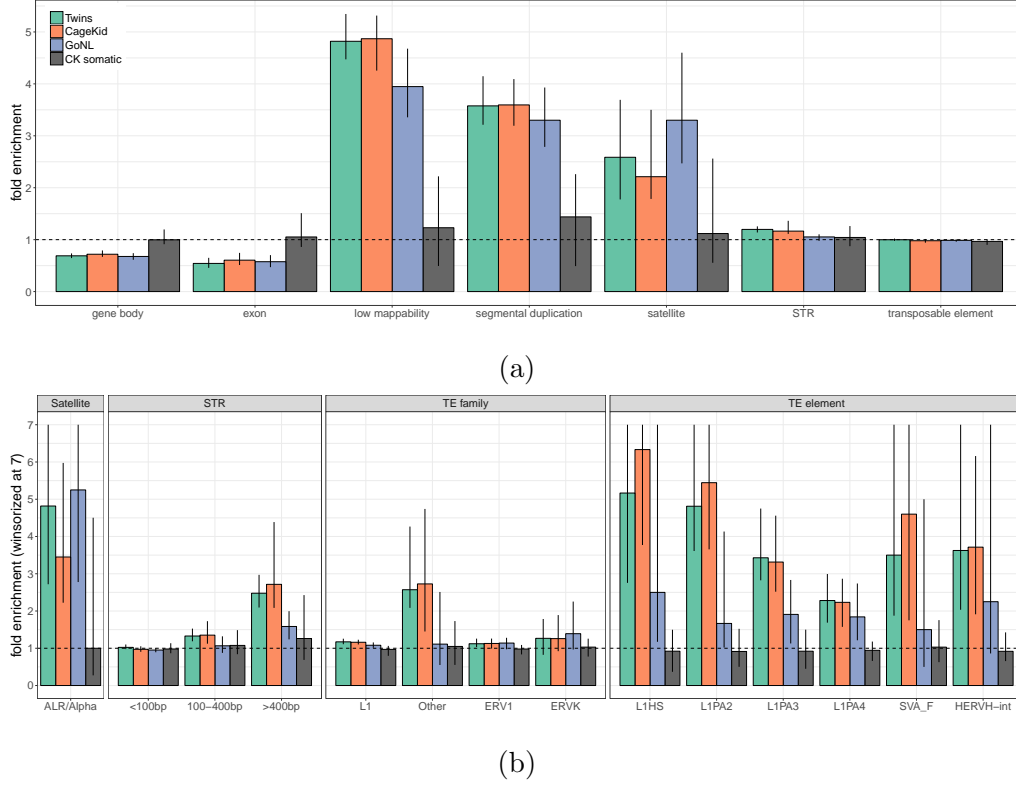 Twins
CageKid
GoNL
CK somatic
fold enrichment
5
4
3
2
1
0
gene body exon low mappability segmental duplication satellite STR transposable element
(a)
Satellite STR TE family TE element
fold enrichment (winsorized at 7)
7
6
5
4
3
2
1
0
ALR/Alpha <100bp 100−400bp >400bp L1 Other ERV1 ERVK L1HS L1PA2 L1PA3 L1PA4 SVA_F HERVH−int
(b)